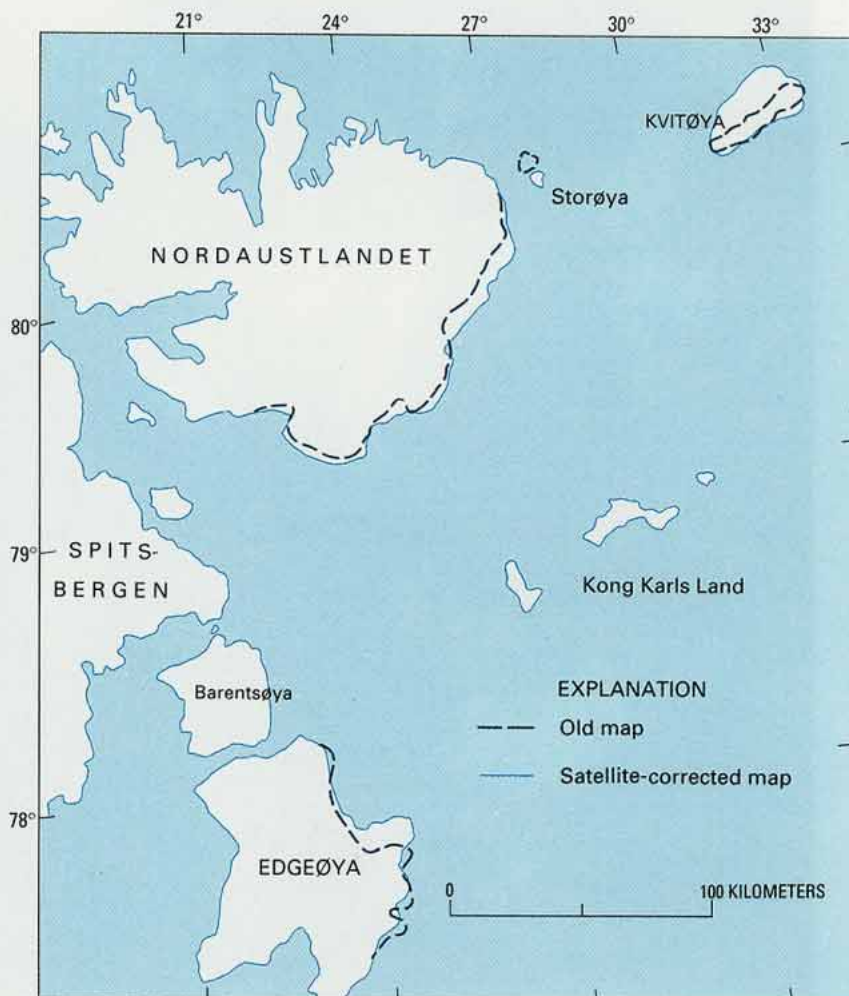 21° 24° 27° 30° 33°
KVITØYA
Storøya
NORDAUSTLANDET
80°
79°
SPITS-
BERGEN
Kong Karls Land
Barentsøya
EXPLANATION
Old map
Satellite-corrected map
78°
EDGEØYA
0 100 KILOMETERS